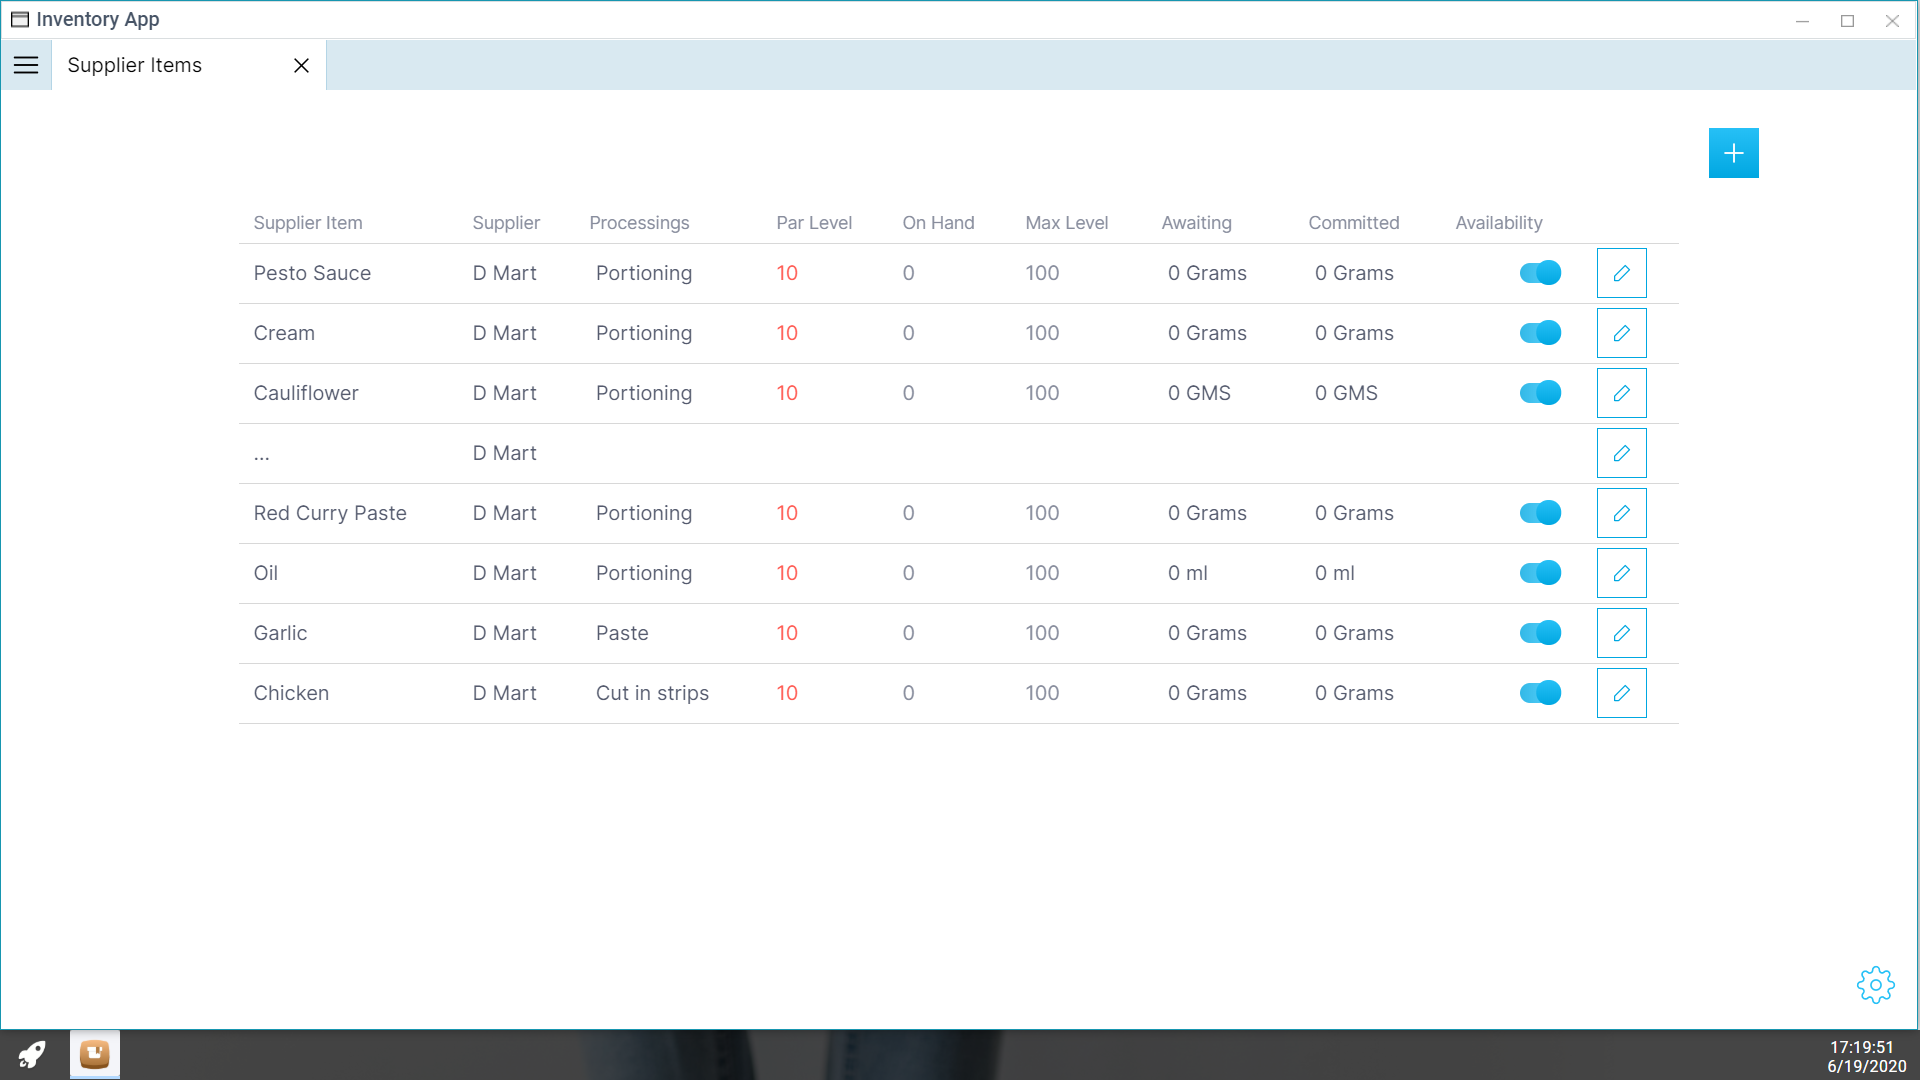 Inventory App
Supplier Items
Supplier Item Supplier Processings Par Level On Hand Max Level Awaiting Committed Availability
Pesto Sauce D Mart Portioning 10 0 100 0 Grams 0 Grams
Cream D Mart Portioning 10 0 100 0 Grams 0 Grams
Cauliflower D Mart Portioning 10 0 100 0 GMS 0 GMS
... D Mart
Red Curry Paste D Mart Portioning 10 0 100 0 Grams 0 Grams
Oil D Mart Portioning 10 0 100 0 ml 0 ml
Garlic D Mart Paste 10 0 100 0 Grams 0 Grams
Chicken D Mart Cut in strips 10 0 100 0 Grams 0 Grams
17:19:51
6/19/2020